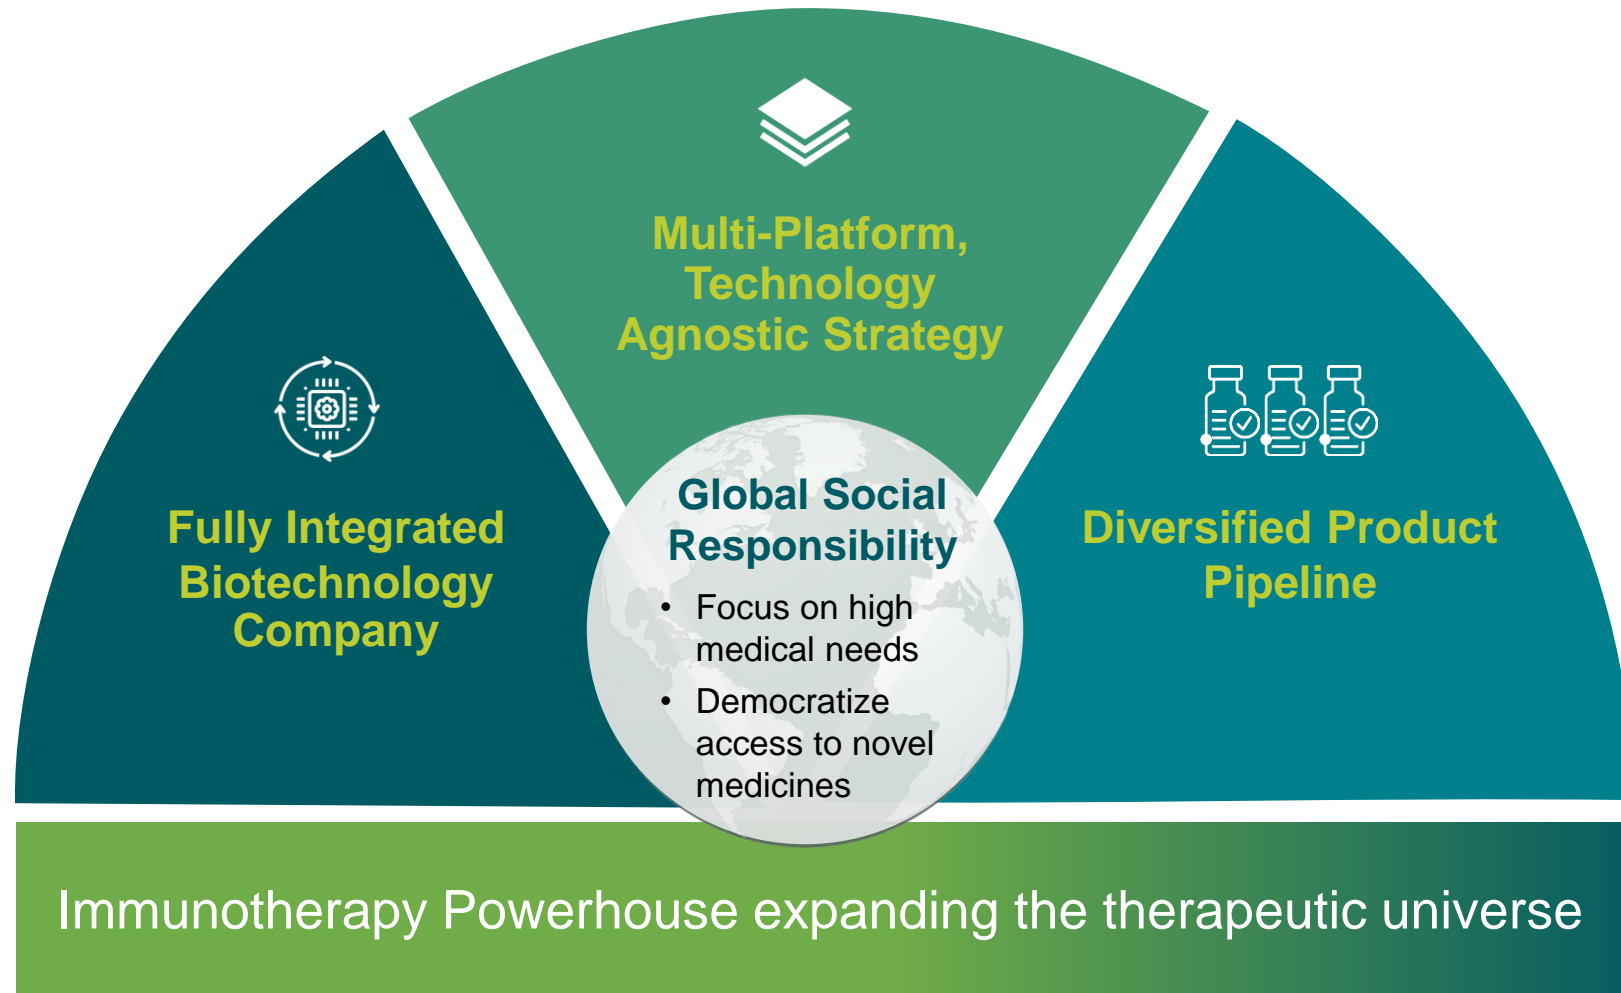 Multi-Platform,
Technology
Agnostic Strategy
Fully Integrated
Biotechnology
Company
Global Social
Responsibility
• Focus on high
medical needs
• Democratize
access to novel
medicines
Diversified Product
Pipeline
Immunotherapy Powerhouse expanding the therapeutic universe